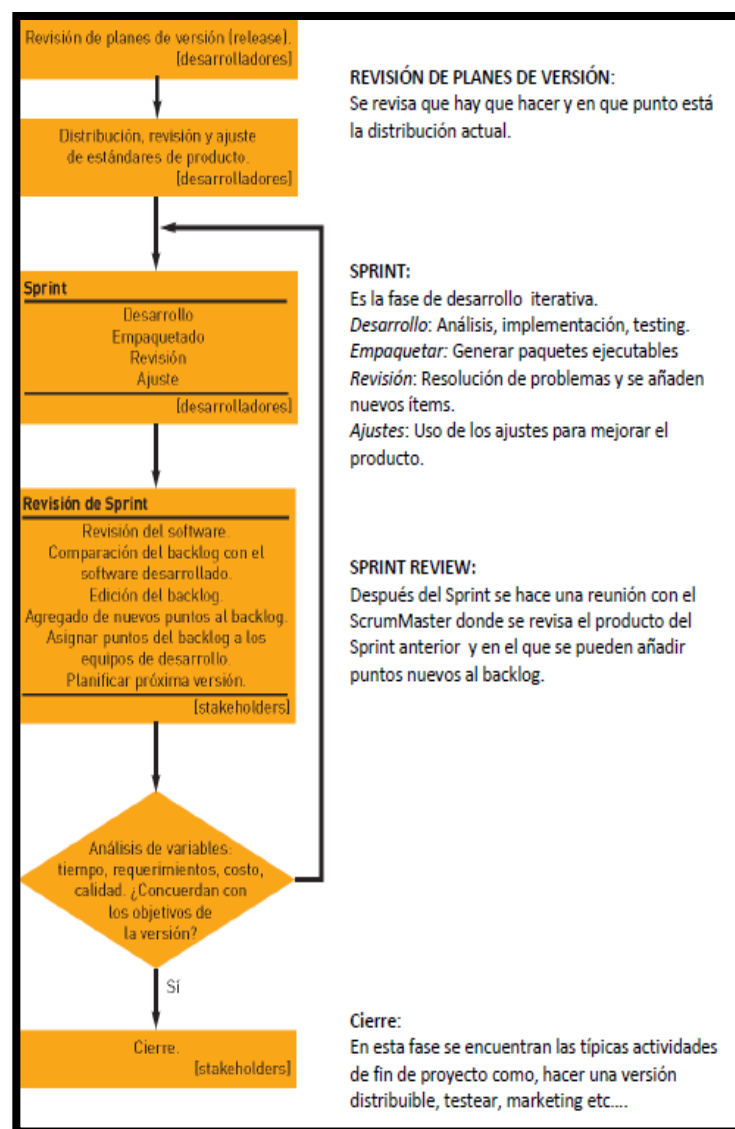 Revisión de planes de versión (release).
[desarrolladores]
REVISIÓN DE PLANES DE VERSIÓN:
Se revisa que hay que hacer y en que punto está
la distribución actual.
Distribución, revisión y ajuste
de estándares de producto.
[desarrolladores]
Sprint
Desarrollo
Empaquetado
Revisión
Ajuste
[desarrolladores]
SPRINT:
Es la fase de desarrollo iterativa.
Desarrollo: Análisis, implementación, testing.
Empaquetar: Generar paquetes ejecutables
Revisión: Resolución de problemas y se añaden
nuevos ítems.
Ajustes: Uso de los ajustes para mejorar el
producto.
Revisión de Sprint
Revisión del software.
Comparación del backlog con el
software desarrollado.
Edición del backlog.
Agregado de nuevos puntos al backlog.
Asignar puntos del backlog a los
equipos de desarrollo.
Planificar próxima versión.
[stakeholders]
SPRINT REVIEW:
Después del Sprint se hace una reunión con el
ScrumMaster donde se revisa el producto del
Sprint anterior y en el que se pueden añadir
puntos nuevos al backlog.
Análisis de variables:
tiempo, requerimientos, costo,
calidad. ¿Concuerdan con
los objetivos de
la versión?
Sí
Cierre.
[stakeholders]
Cierre:
En esta fase se encuentran las típicas actividades
de fin de proyecto como, hacer una versión
distribuible, testear, marketing etc....